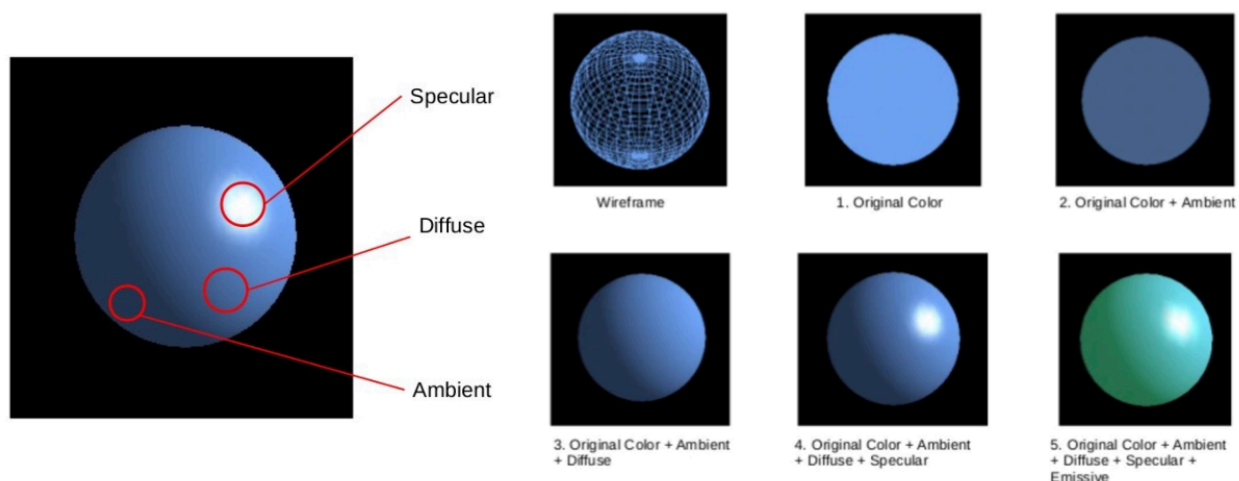 Specular
Diffuse
Ambient
Wireframe
1. Original Color
2. Original Color + Ambient
3. Original Color + Ambient
+ Diffuse
4. Original Color + Ambient
+ Diffuse + Specular
5. Original Color + Ambient
+ Diffuse + Specular +
Emissive